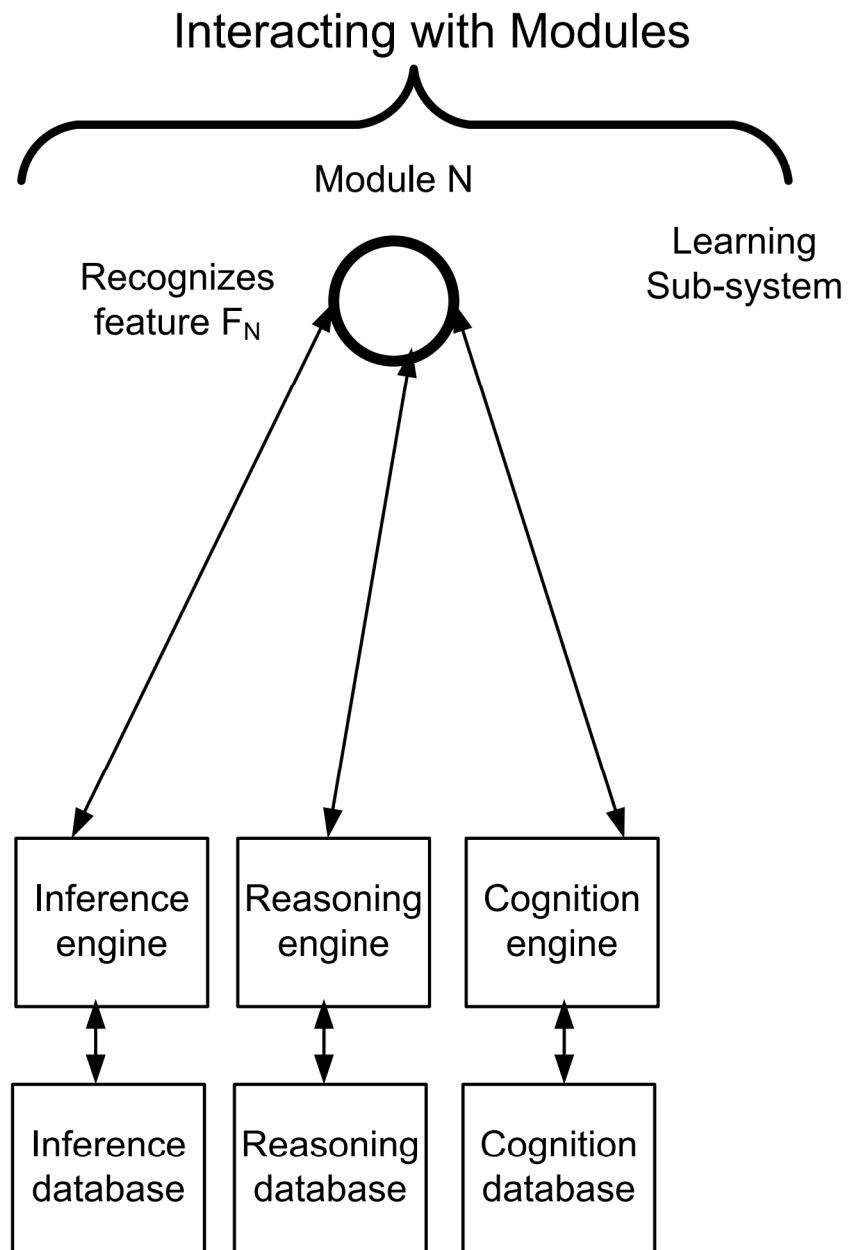 Interacting with Modules
Module N
Learning
Sub-system
Recognizes
feature F_N
Inference
engine
Reasoning
engine
Cognition
engine
Inference
database
Reasoning
database
Cognition
database